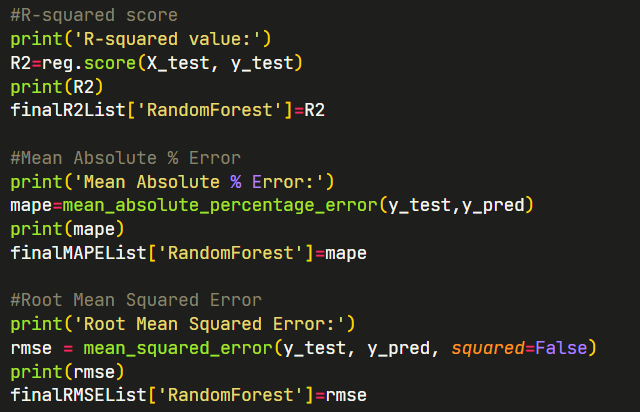 #R-squared score
print('R-squared value:')
R2=reg.score(X_test, y_test)
print(R2)
finalR2List['RandomForest']=R2
#Mean Absolute % Error
print('Mean Absolute % Error:')
mape=mean_absolute_percentage_error(y_test,y_pred)
print(mape)
finalMAPEList['RandomForest']=mape
#Root Mean Squared Error
print('Root Mean Squared Error:')
rmse = mean_squared_error(y_test, y_pred, squared=False)
print(rmse)
finalRMSEList['RandomForest']=rmse